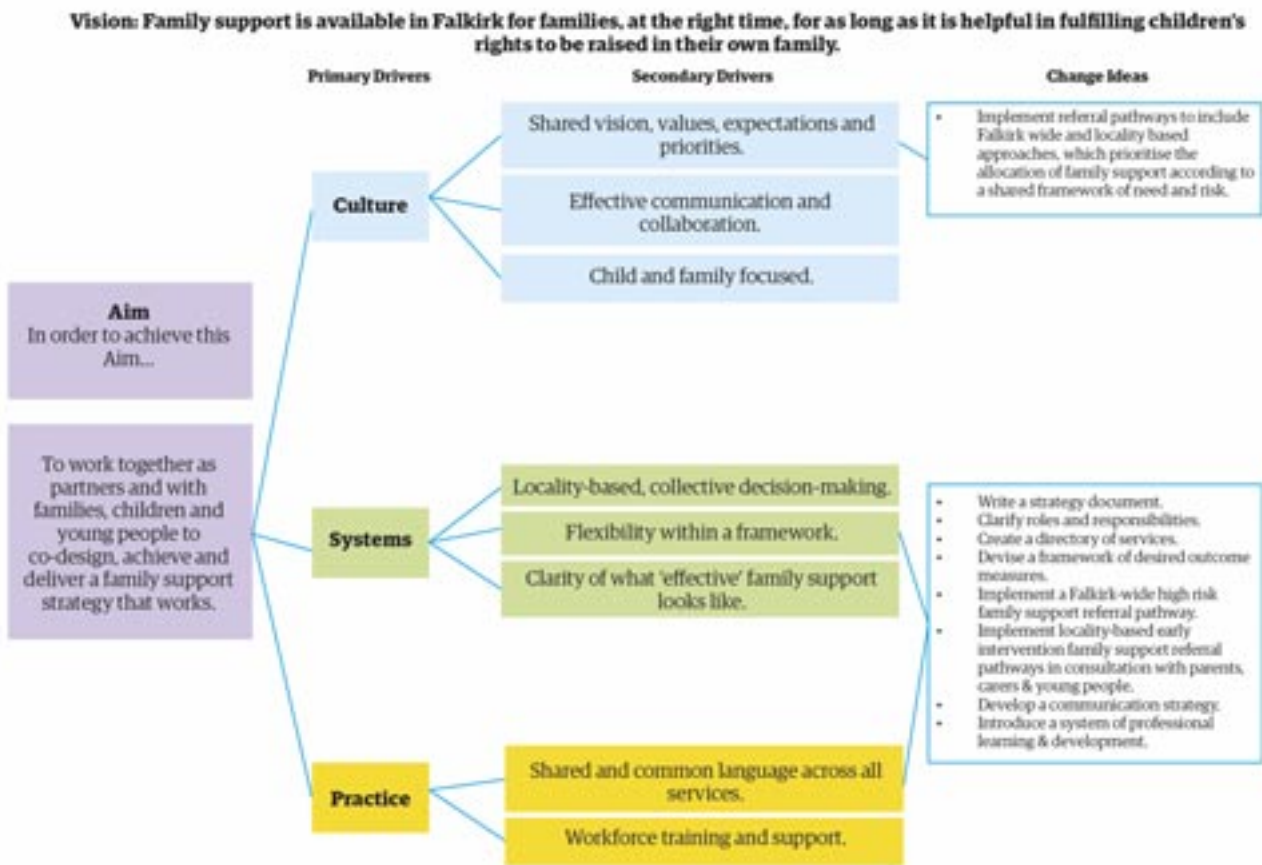 Vision: Family support is available in Falkirk for families, at the right time, for as long as it is helpful in fulfilling children's
rights to be raised in their own family.
Primary Drivers
Secondary Drivers
Change Ideas
Aim
In order to achieve this
Aim...
To work together as
partners and with
families, children and
young people to
co-design, achieve and
deliver a family support
strategy that works.
Culture
Shared vision, values, expectations and
priorities.
Effective communication and
collaboration.
Child and family focused.
• Implement referral pathways to include
Falkirk wide and locality based
approaches, which prioritise the
allocation of family support according to
a shared framework of need and risk.
Systems
Locality-based, collective decision-making.
Flexibility within a framework.
Clarity of what 'effective' family support
looks like.
• Write a strategy document.
• Clarify roles and responsibilities.
• Create a directory of services.
• Devise a framework of desired outcome
measures.
• Implement a Falkirk-wide high risk
family support referral pathway.
• Implement locality-based early
intervention family support referral
pathways in consultation with parents,
carers & young people.
• Develop a communication strategy.
• Introduce a system of professional
learning & development.
Practice
Shared and common language across all
services.
Workforce training and support.